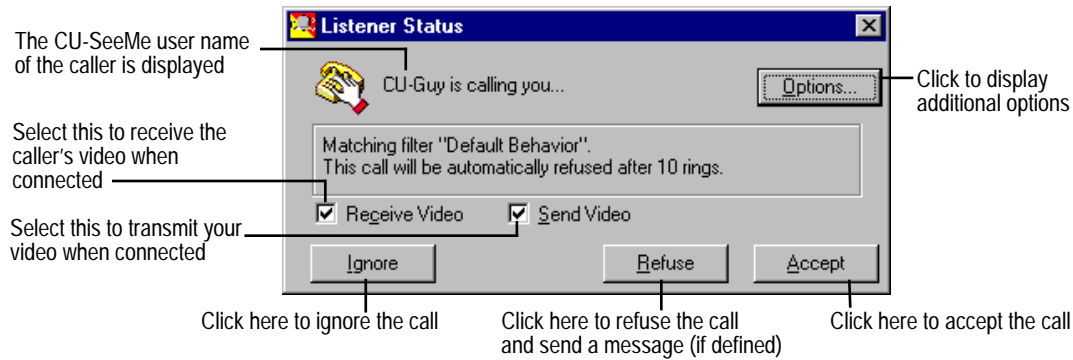 Listener Status
The CU-SeeMe user name
of the caller is displayed
CU-Guy is calling you...
Options...
Click to display
additional options
Select this to receive the
caller's video when
connected
Matching filter "Default Behavior".
This call will be automatically refused after 10 rings.
Receive Video
Send Video
Select this to transmit your
video when connected
Ignore
Refuse
Accept
Click here to ignore the call
Click here to refuse the call
and send a message (if defined)
Click here to accept the call